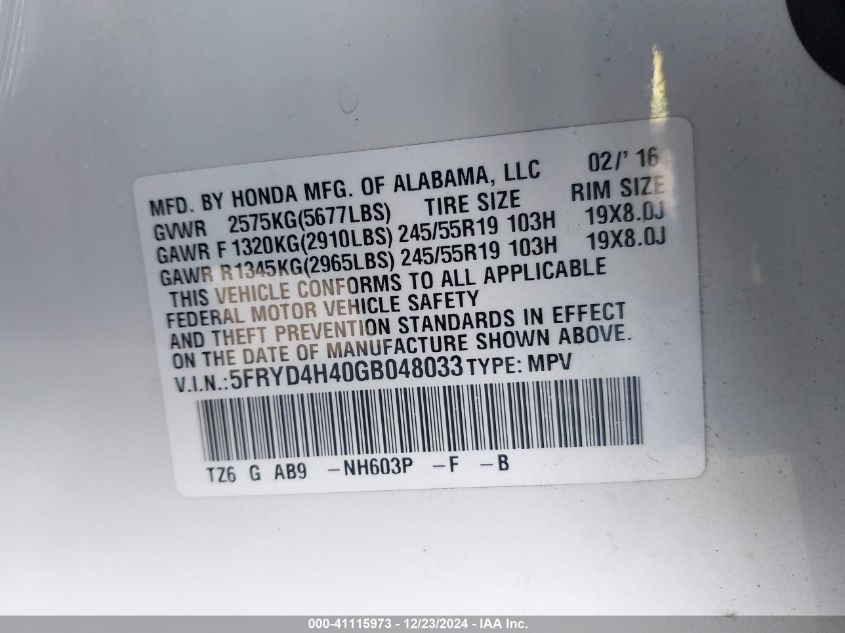 MFD. BY HONDA MFG. OF ALABAMA, LLC 02/' 16
GVWR 2575KG(5677LBS) TIRE SIZE RIM SIZE
GAWR F 1320KG(2910LBS) 245/55R19 103H 19X8.0J
GAWR R1345KG(2965LBS) 245/55R19 103H 19X8.0J
THIS VEHICLE CONFORMS TO ALL APPLICABLE
FEDERAL MOTOR VEHICLE SAFETY
AND THEFT PREVENTION STANDARDS IN EFFECT
ON THE DATE OF MANUFACTURE SHOWN ABOVE.
V.I.N.:5FRYD4H40GB048033 TYPE: MPV
TZ6 G AB9 -NH603P -F -B
000-41115973 - 12/23/2024 - IAA Inc.